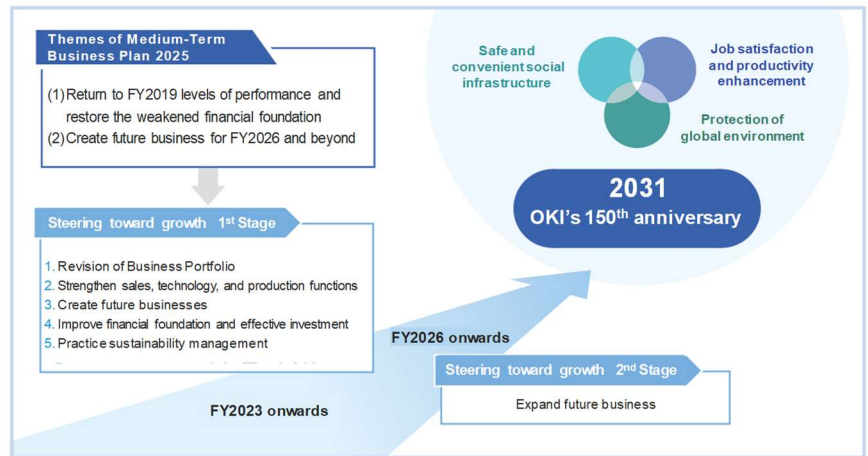 Themes of Medium-Term
Business Plan 2025
(1) Return to FY2019 levels of performance and
restore the weakened financial foundation
(2) Create future business for FY2026 and beyond
Steering toward growth 1st Stage
1. Revision of Business Portfolio
2. Strengthen sales, technology, and production functions
3. Create future businesses
4. Improve financial foundation and effective investment
5. Practice sustainability management
FY2023 onwards
Safe and
convenient social
infrastructure
Job satisfaction
and productivity
enhancement
Protection of
global environment
2031
OKI's 150th anniversary
FY2026 onwards
Steering toward growth 2nd Stage
Expand future business